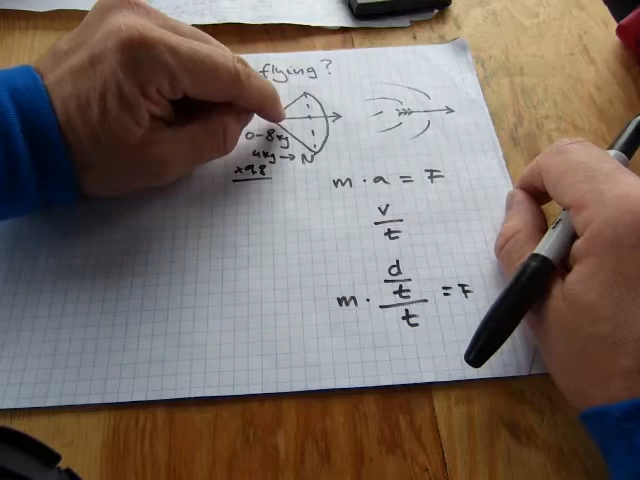 flying?
0-8kg
4kg → N
x9.8
m · a = F
v
t
d
t
m · = F
t